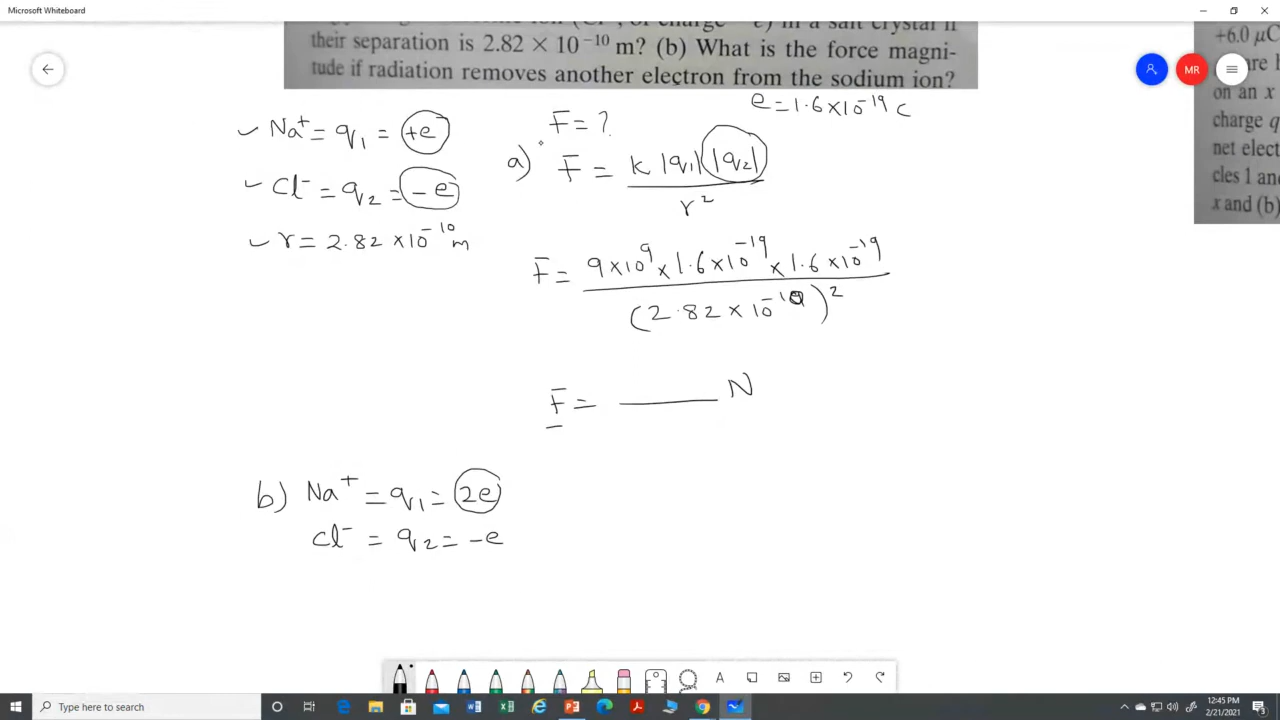 Microsoft Whiteboard
their separation is 2.82 × 10⁻¹⁰ m? (b) What is the force magni-
tude if radiation removes another electron from the sodium ion?
+6.0 μC
on an x
charge q
net elect
cles 1 and
x and (b)
MR
e = 1.6×10⁻¹⁹ C
✓ Na⁺ = q₁ = +e
✓ Cl⁻ = q₂ = -e
✓ r = 2.82 ×10⁻¹⁰ m
F = ?
a) F = k |q₁| |q₂|
r²
F = 9×10⁹ × 1.6×10⁻¹⁹ × 1.6×10⁻¹⁹
(2.82 × 10⁻¹⁰)²
F = ____ N
b) Na⁺ = q₁ = 2e
Cl⁻ = q₂ = -e
A
Type here to search
12:45 PM
2/21/2021